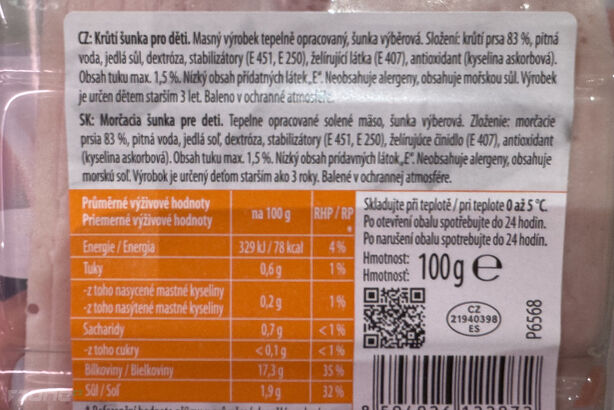 CZ: Krůtí šunka pro děti. Masný výrobek tepelně opracovaný, šunka výběrová. Složení: krůtí prsa 83 %, pitná
voda, jedlá sůl, dextróza, stabilizátory (E 451, E 250), želírující látka (E 407), antioxidant (kyselina askorbová).
Obsah tuku max. 1,5 %. Nízký obsah přídatných látek „E". Neobsahuje alergeny, obsahuje mořskou sůl. Výrobek
je určen dětem starším 3 let. Baleno v ochranné atmosféře.
SK: Morčacia šunka pre deti. Tepelne opracované solené mäso, šunka výberová. Zloženie: morčacie
prsia 83 %, pitná voda, jedlá soľ, dextróza, stabilizátory (E 451, E 250), želírujúce činidlo (E 407), antioxidant
(kyselina askorbová). Obsah tuku max. 1,5 %. Nízky obsah prídavných látok „E". Neobsahuje alergény, obsahuje
morskú soľ. Výrobok je určený deťom starším ako 3 roky. Balené v ochrannej atmosfére.
Průměrné výživové hodnoty
Priemerné výživové hodnoty
na 100 g
RHP / RP
*
Energie / Energia 329 kJ / 78 kcal 4 %
Tuky 0,6 g 1 %
-z toho nasycené mastné kyseliny
-z toho nasýtené mastné kyseliny
0,2 g 1 %
Sacharidy 0,7 g < 1 %
-z toho cukry < 0,1 g < 1 %
Bílkoviny / Bielkoviny 17,3 g 35 %
Sůl / Soľ 1,9 g 32 %
Skladujte při teplotě / pri teplote 0 až 5 °C.
Po otevření obalu spotřebujte do 24 hodin.
Po narušení obalu spotrebujte do 24 hodín.
Hmotnost:
Hmotnosť:
100 g e
CZ
21940398
ES
P6568